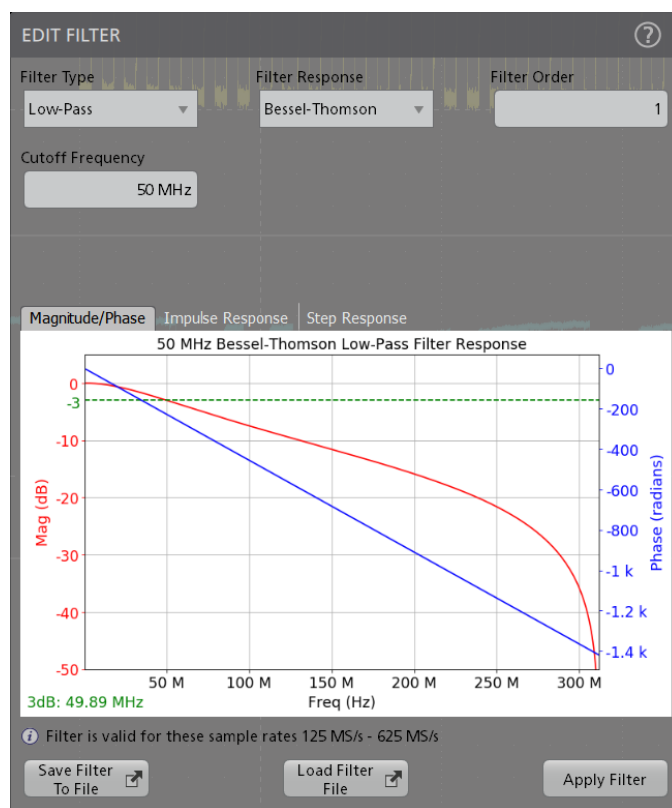 EDIT FILTER ?
Filter Type Filter Response Filter Order
Low-Pass Bessel-Thomson 1
Cutoff Frequency
50 MHz
Magnitude/Phase Impulse Response Step Response
50 MHz Bessel-Thomson Low-Pass Filter Response
0 0
-3
-200
-10 -400
-20 -600
-800
-30 -1 k
-40 -1.2 k
-1.4 k
-50
Mag (dB)
Phase (radians)
50 M 100 M 150 M 200 M 250 M 300 M
3dB: 49.89 MHz Freq (Hz)
i Filter is valid for these sample rates 125 MS/s - 625 MS/s
Save Filter Load Filter Apply Filter
To File File